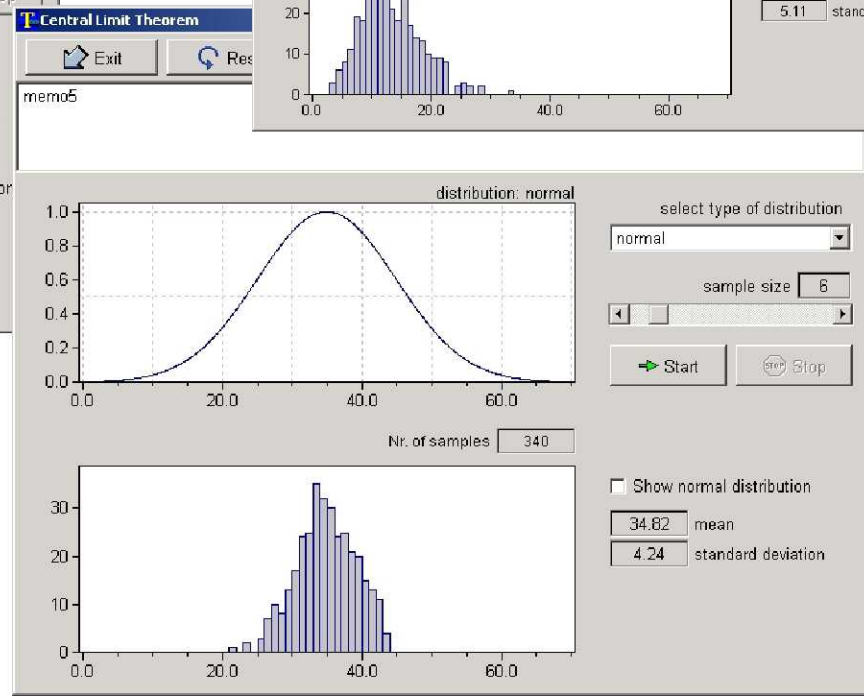 20
10
0
0.0 20.0 40.0 60.0
5.11
Central Limit Theorem
Exit
memo5
distribution: normal
1.0
0.8
0.6
0.4
0.2
0.0
0.0 20.0 40.0 60.0
select type of distribution
normal
sample size 6
Start STOP Stop
Nr. of samples 340
30
20
10
0
0.0 20.0 40.0 60.0
Show normal distribution
34.82 mean
4.24 standard deviation